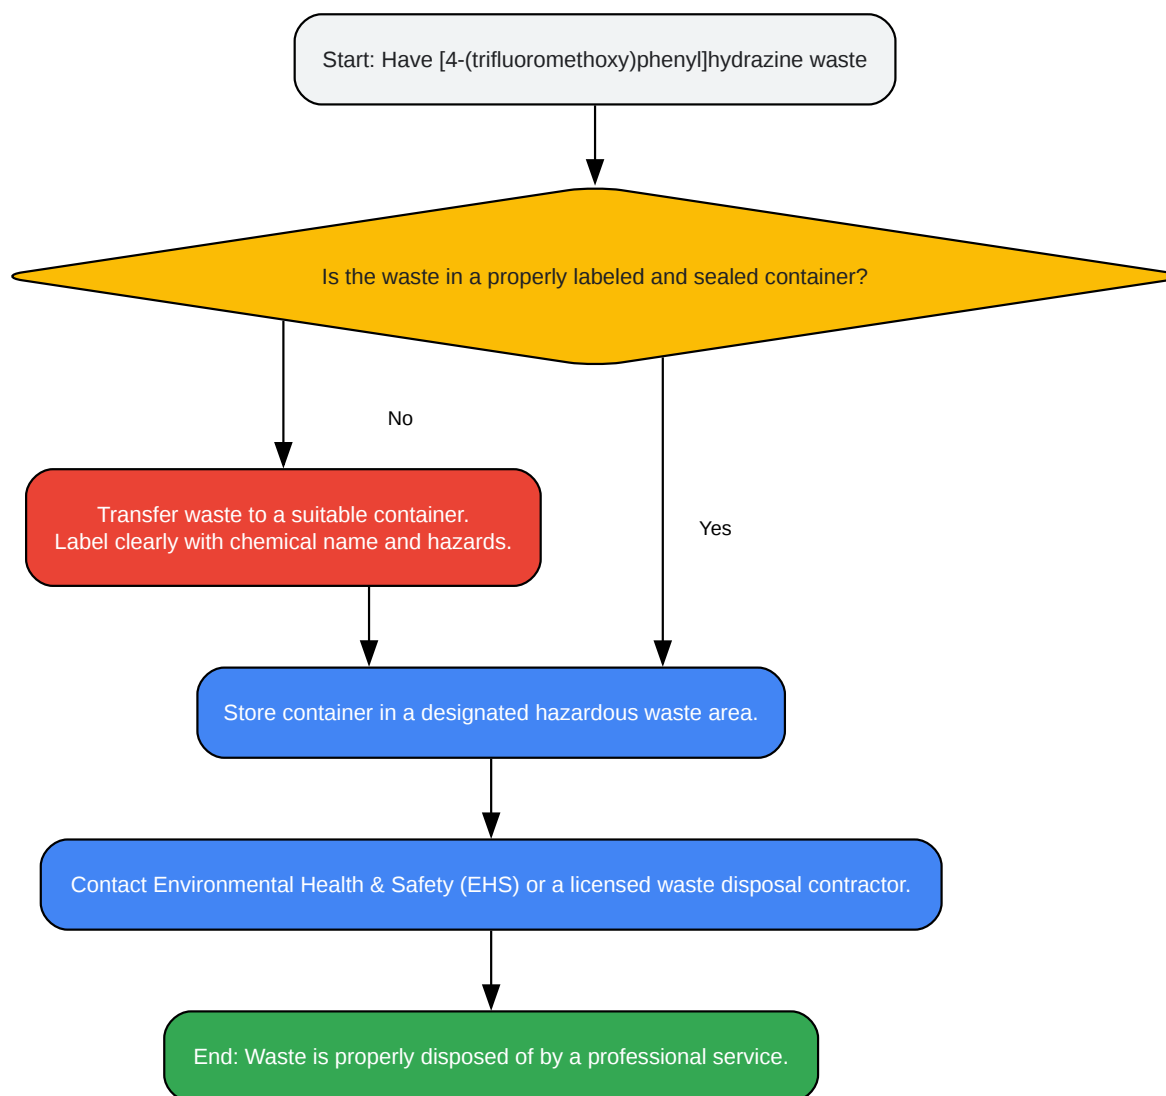 Start: Have [4-(trifluoromethoxy)phenyl]hydrazine waste
Is the waste in a properly labeled and sealed container?
No
Transfer waste to a suitable container.
Label clearly with chemical name and hazards.
Yes
Store container in a designated hazardous waste area.
Contact Environmental Health & Safety (EHS) or a licensed waste disposal contractor.
End: Waste is properly disposed of by a professional service.